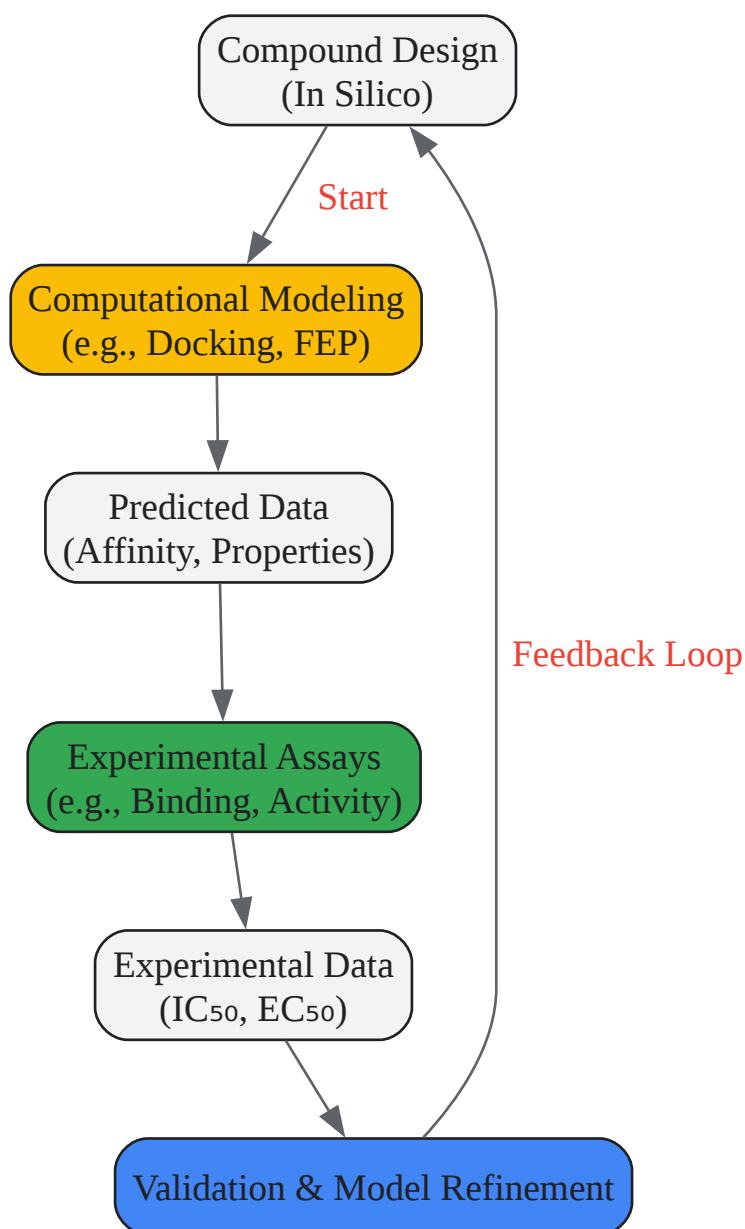 Compound Design
(In Silico)
Start
Computational Modeling
(e.g., Docking, FEP)
Predicted Data
(Affinity, Properties)
Feedback Loop
Experimental Assays
(e.g., Binding, Activity)
Experimental Data
(IC₅₀, EC₅₀)
Validation & Model Refinement